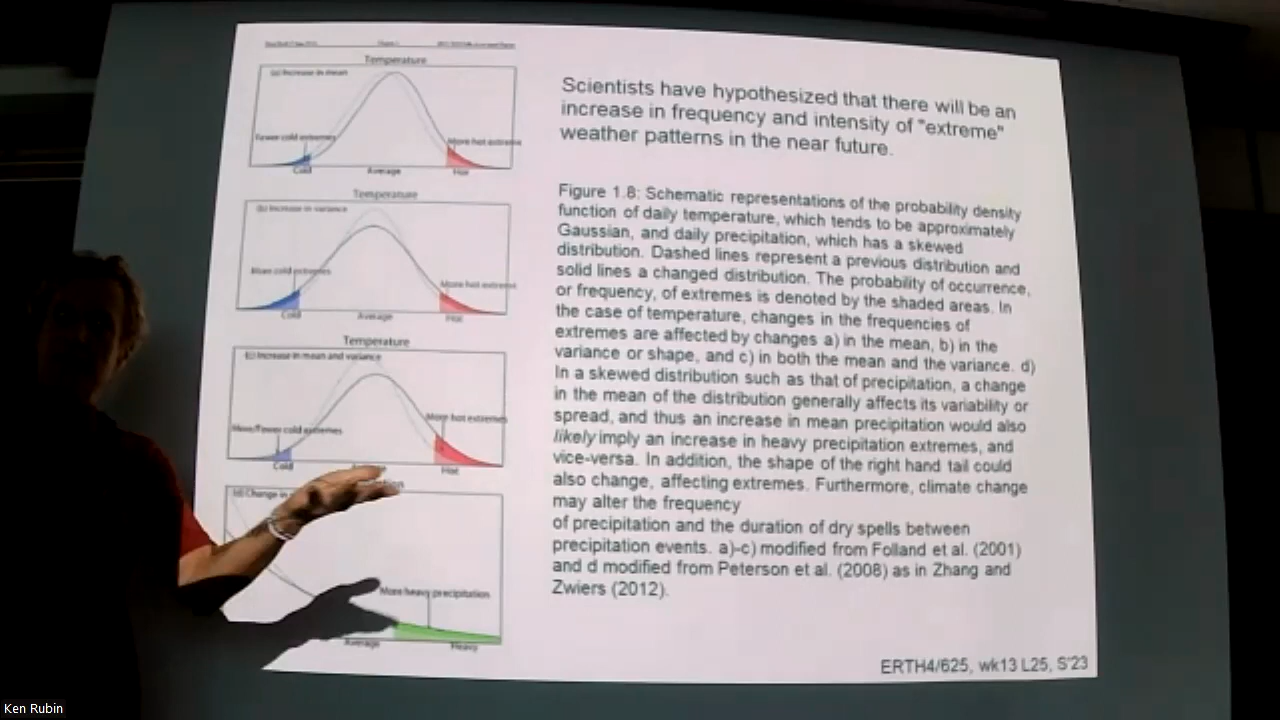 Temperature
(a) Increase in mean
Fewer cold extremes
More hot extreme
Cold
Average
Hot
Temperature
(b) Increase in variance
More cold extremes
More hot extreme
Cold
Average
Hot
Temperature
(c) Increase in mean and variance
More/Fewer cold extremes
More hot extremes
Cold
Hot
(d) Change in
More heavy precipitation
Average
Heavy
Scientists have hypothesized that there will be an
increase in frequency and intensity of "extreme"
weather patterns in the near future.
Figure 1.8: Schematic representations of the probability density
function of daily temperature, which tends to be approximately
Gaussian, and daily precipitation, which has a skewed
distribution. Dashed lines represent a previous distribution and
solid lines a changed distribution. The probability of occurrence,
or frequency, of extremes is denoted by the shaded areas. In
the case of temperature, changes in the frequencies of
extremes are affected by changes a) in the mean, b) in the
variance or shape, and c) in both the mean and the variance. d)
In a skewed distribution such as that of precipitation, a change
in the mean of the distribution generally affects its variability or
spread, and thus an increase in mean precipitation would also
likely imply an increase in heavy precipitation extremes, and
vice-versa. In addition, the shape of the right hand tail could
also change, affecting extremes. Furthermore, climate change
may alter the frequency
of precipitation and the duration of dry spells between
precipitation events. a)-c) modified from Folland et al. (2001)
and d modified from Peterson et al. (2008) as in Zhang and
Zwiers (2012).
ERTH4/625, wk13 L25, S'23
Ken Rubin